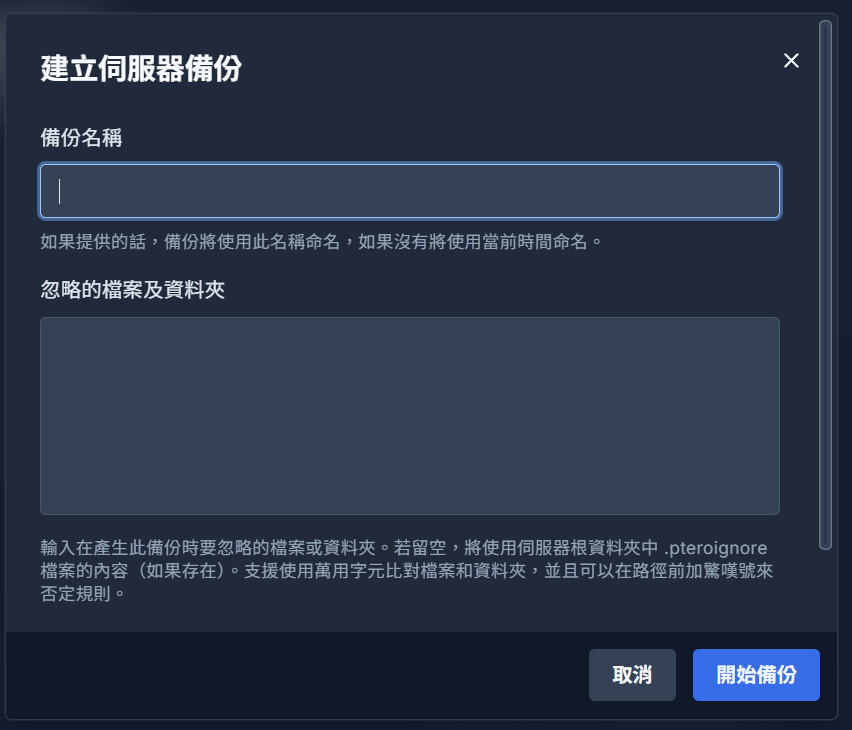 建立伺服器備份
備份名稱
如果提供的話，備份將使用此名稱命名，如果沒有將使用當前時間命名。
忽略的檔案及資料夾
輸入在產生此備份時要忽略的檔案或資料夾。若留空，將使用伺服器根資料夾中 .pteroignore
檔案的內容（如果存在）。支援使用萬用字元比對檔案和資料夾，並且可以在路徑前加驚嘆號來
否定規則。
取消
開始備份